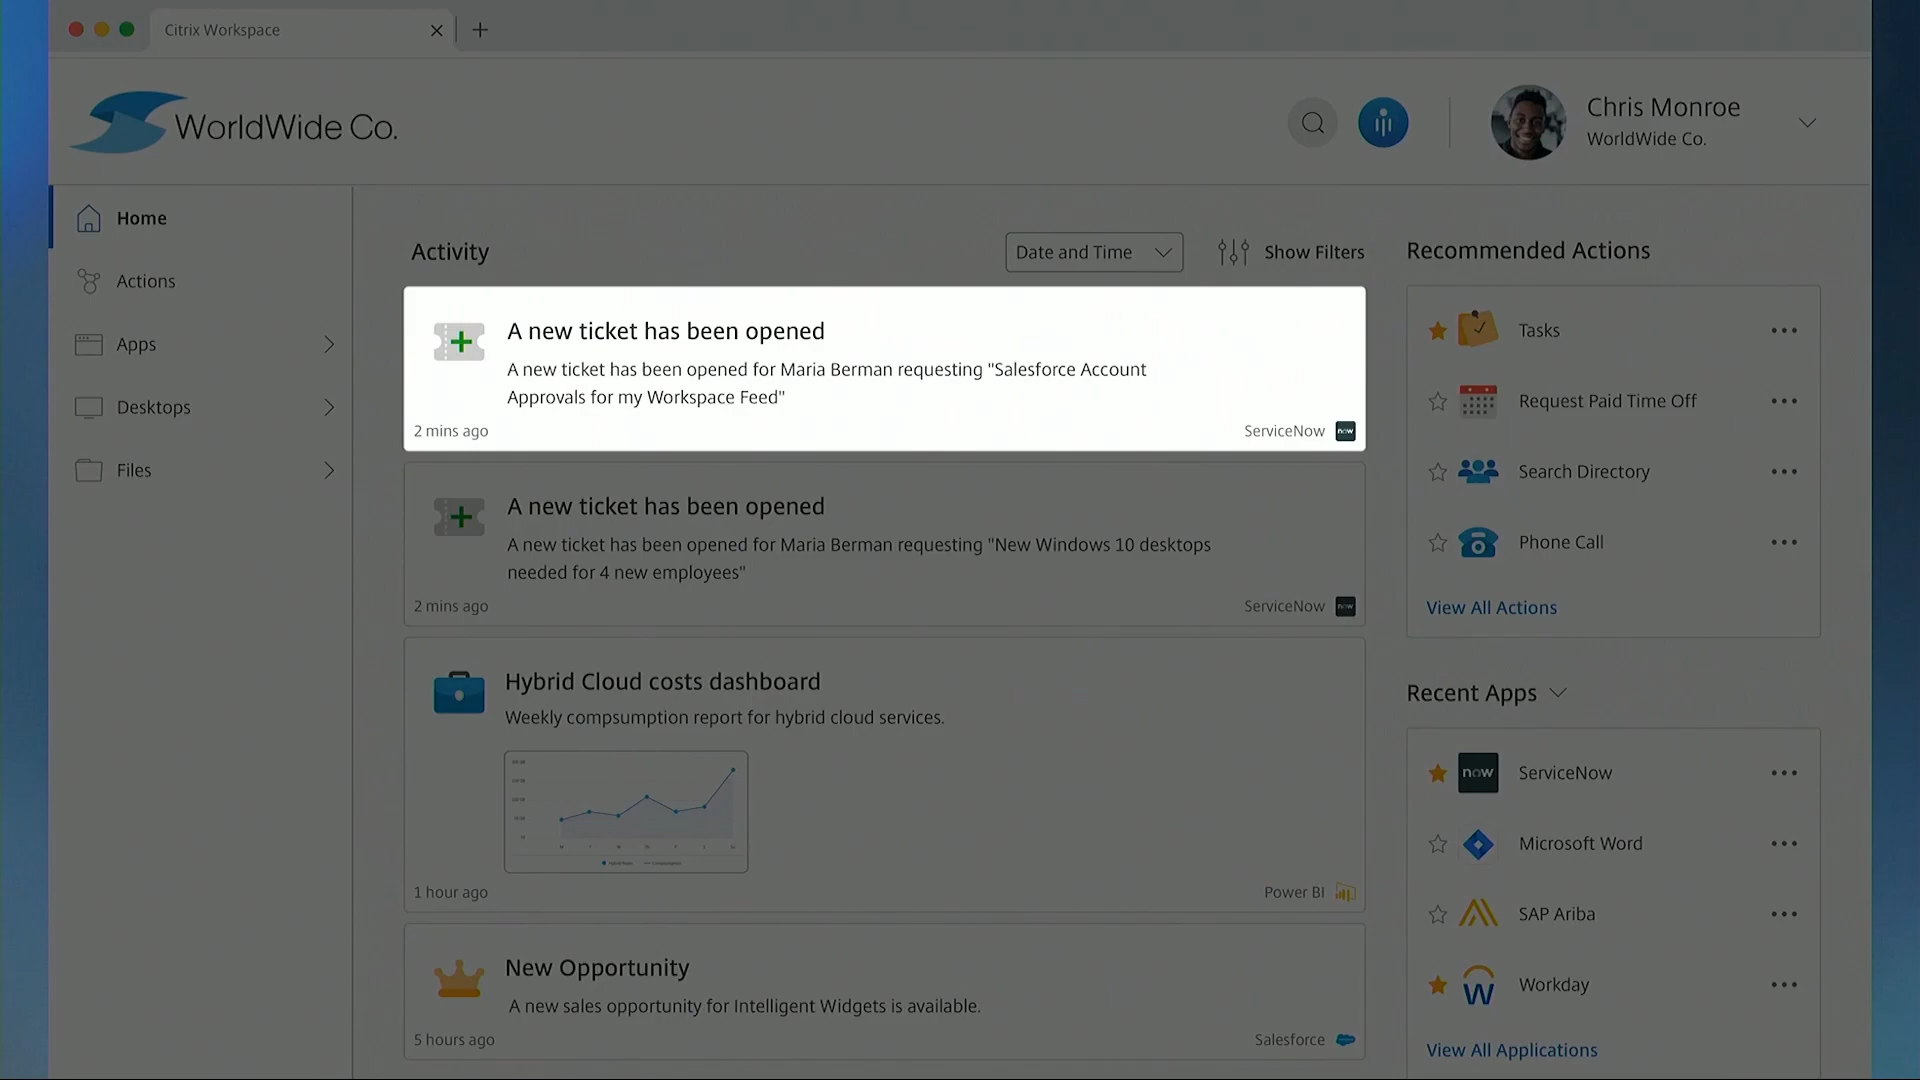 Citrix Workspace
WorldWide Co.
Chris Monroe
WorldWide Co.
Home
Actions
Apps
Desktops
Files
Activity
Date and Time
Show Filters
A new ticket has been opened
A new ticket has been opened for Maria Berman requesting "Salesforce Account
Approvals for my Workspace Feed"
2 mins ago
ServiceNow
now
A new ticket has been opened
A new ticket has been opened for Maria Berman requesting "New Windows 10 desktops
needed for 4 new employees"
2 mins ago
ServiceNow
now
Hybrid Cloud costs dashboard
Weekly compsumption report for hybrid cloud services.
1 hour ago
Power BI
New Opportunity
A new sales opportunity for Intelligent Widgets is available.
5 hours ago
Salesforce
Recommended Actions
Tasks
Request Paid Time Off
Search Directory
Phone Call
View All Actions
Recent Apps
now
ServiceNow
Microsoft Word
SAP Ariba
Workday
View All Applications